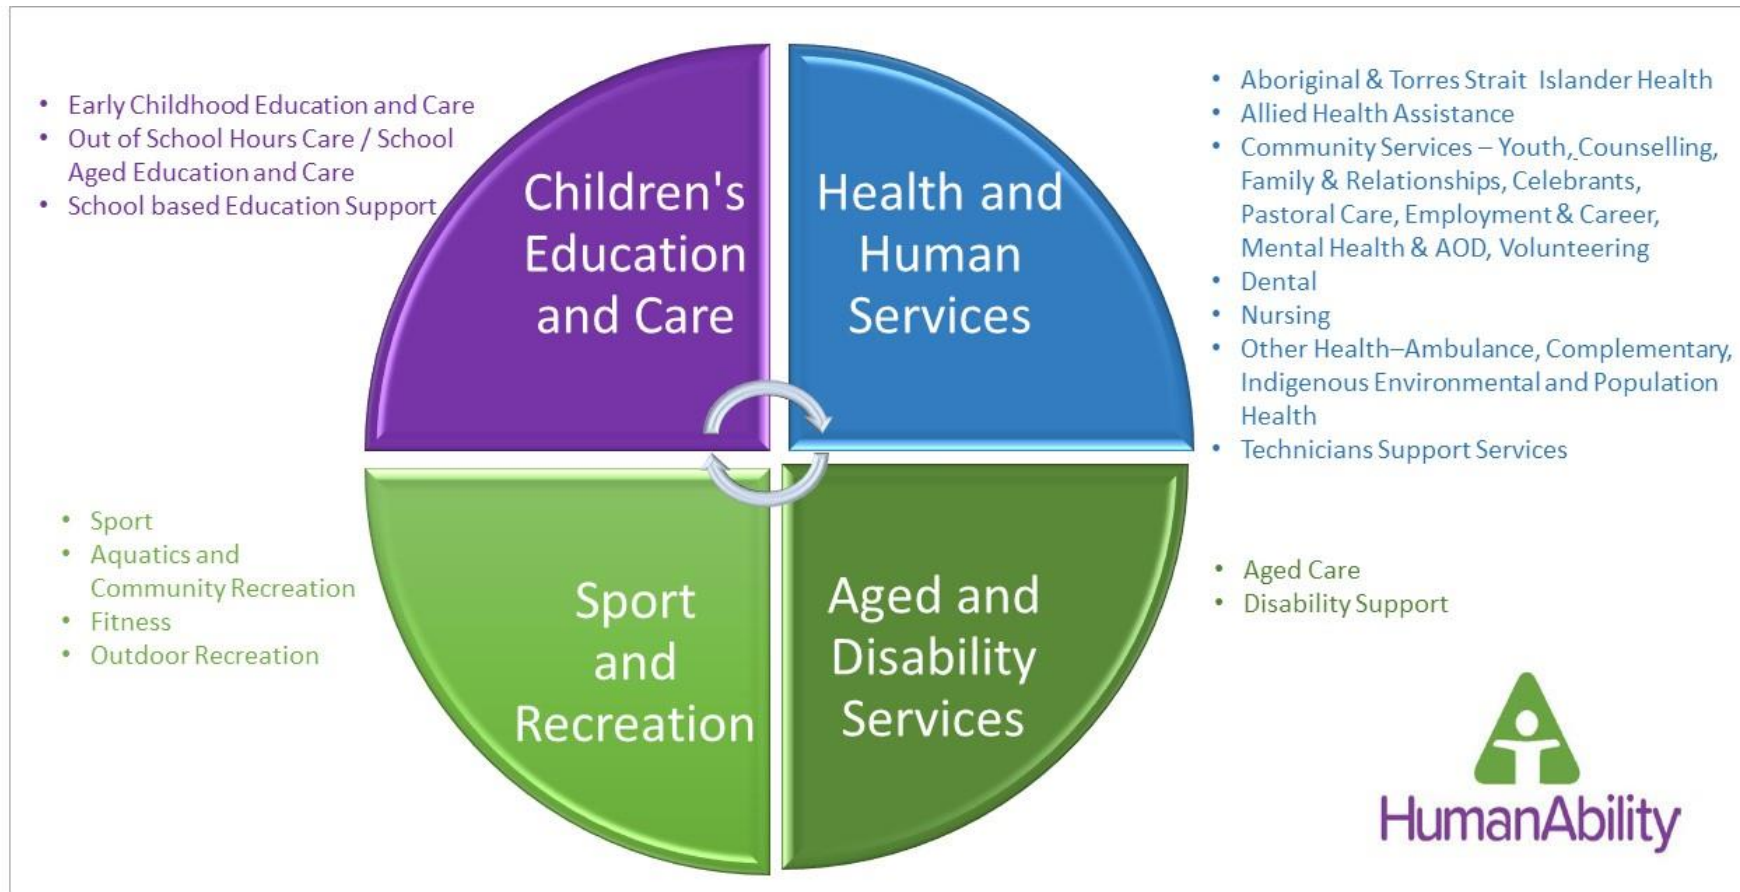 • Early Childhood Education and Care
• Out of School Hours Care / School
Aged Education and Care
• School based Education Support
Children's
Education
and Care
Health and
Human
Services
• Aboriginal & Torres Strait Islander Health
• Allied Health Assistance
• Community Services – Youth, Counselling,
Family & Relationships, Celebrants,
Pastoral Care, Employment & Career,
Mental Health & AOD, Volunteering
• Dental
• Nursing
• Other Health–Ambulance, Complementary,
Indigenous Environmental and Population
Health
• Technicians Support Services
• Sport
• Aquatics and
Community Recreation
• Fitness
• Outdoor Recreation
Sport
and
Recreation
Aged and
Disability
Services
• Aged Care
• Disability Support
HumanAbility